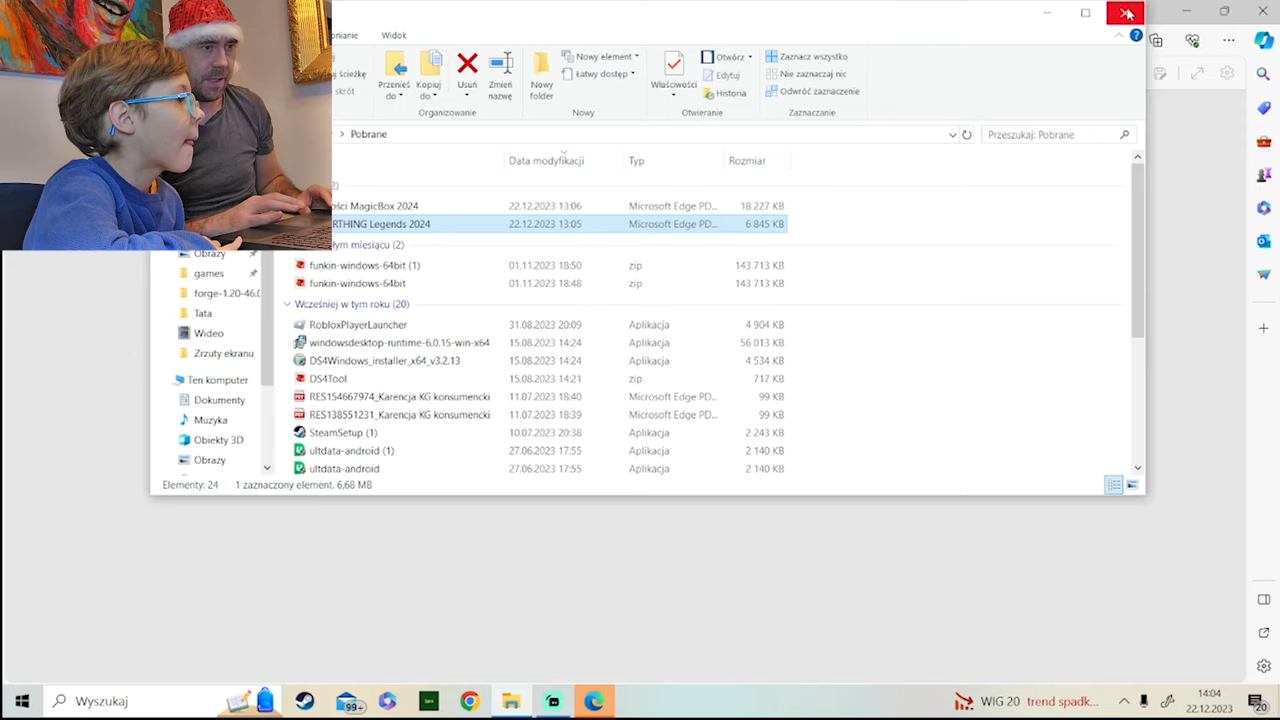 onianie Widok
ścieżkę
skrót
Przenieś do
Kopiuj do
Usuń
Zmień nazwę
Organizowanie
Nowy folder
Nowy element
Łatwy dostęp
Nowy
Właściwości
Otwórz
Edytuj
Historia
Otwieranie
Zaznacz wszystko
Nie zaznaczaj nic
Odwróć zaznaczenie
Zaznaczanie
Pobrane
Przeszukaj: Pobrane
Data modyfikacji Typ Rozmiar
2)
ości MagicBox 2024 22.12.2023 13:06 Microsoft Edge PD... 18 227 KB
RTHING Legends 2024 22.12.2023 13:05 Microsoft Edge PD... 6 845 KB
łym miesiącu (2)
funkin-windows-64bit (1) 01.11.2023 18:50 zip 143 713 KB
funkin-windows-64bit 01.11.2023 18:48 zip 143 713 KB
Wcześniej w tym roku (20)
RobloxPlayerLauncher 31.08.2023 20:09 Aplikacja 4 904 KB
windowsdesktop-runtime-6.0.15-win-x64 15.08.2023 14:24 Aplikacja 56 013 KB
DS4Windows_installer_x64_v3.2.13 15.08.2023 14:24 Aplikacja 4 534 KB
DS4Tool 15.08.2023 14:21 zip 717 KB
RES154667974_Karencja KG konsumencki 11.07.2023 18:40 Microsoft Edge PD... 99 KB
RES138551231_Karencja KG konsumencki 11.07.2023 18:39 Microsoft Edge PD... 99 KB
SteamSetup (1) 10.07.2023 20:38 Aplikacja 2 243 KB
ultdata-android (1) 27.06.2023 17:55 Aplikacja 2 140 KB
ultdata-android 27.06.2023 17:55 Aplikacja 2 140 KB
Obrazy
games
forge-1.20-46.0
Tata
Wideo
Zrzuty ekranu
Ten komputer
Dokumenty
Muzyka
Obiekty 3D
Obrazy
Elementy: 24 1 zaznaczony element. 6,68 MB
Wyszukaj
99+
WIG 20 trend spadk...
14:04
22.12.2023
20